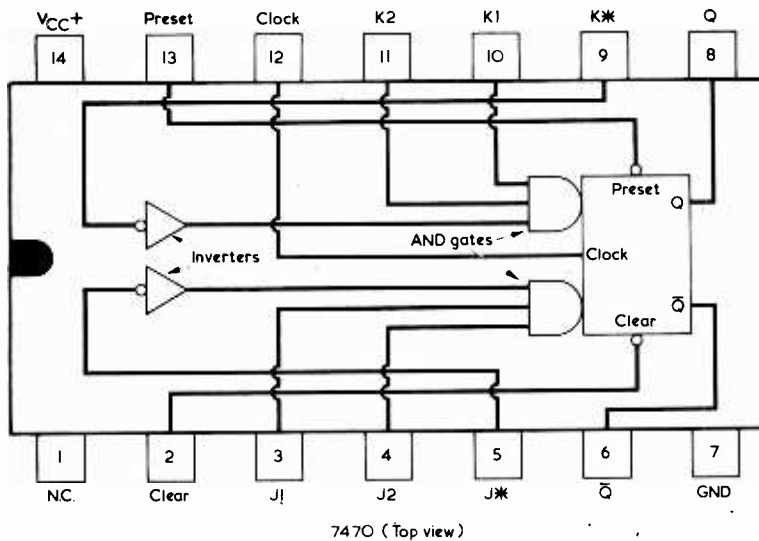 VCC+ Preset Clock K2 K1 K* Q
14 13 12 11 10 9 8
Preset
Q
AND gates
Inverters
Clock
Q̅
Clear
1 2 3 4 5 6 7
N.C. Clear J1 J2 J* Q̅ GND
7470 (Top view)